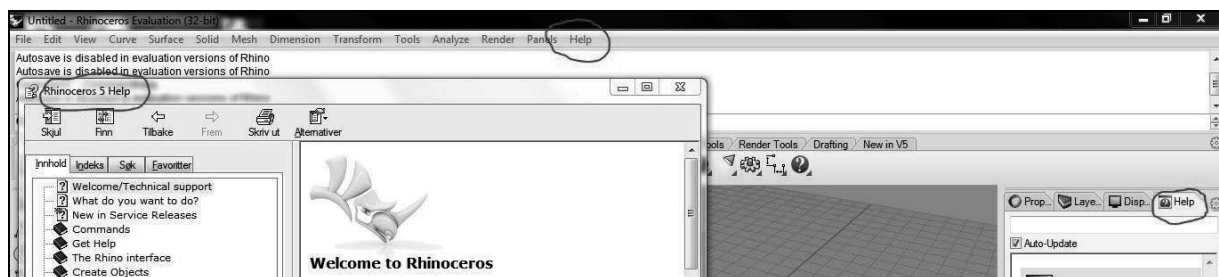 Untitled - Rhinoceros Evaluation (32-bit)
File Edit View Curve Surface Solid Mesh Dimension Transform Tools Analyze Render Panels Help
Autosave is disabled in evaluation versions of Rhino
Autosave is disabled in evaluation versions of Rhino
Rhinoceros 5 Help
Skjul Finn Tilbake Frem Skriv ut Alternativer
Render Tools Drafting New in V5
Innhold Indeks Søk Favoritter
Welcome/Technical support
What do you want to do?
New in Service Releases
Commands
Get Help
The Rhino interface
Create Objects
Welcome to Rhinoceros
Prop... Laye... Disp... Help
Auto-Update